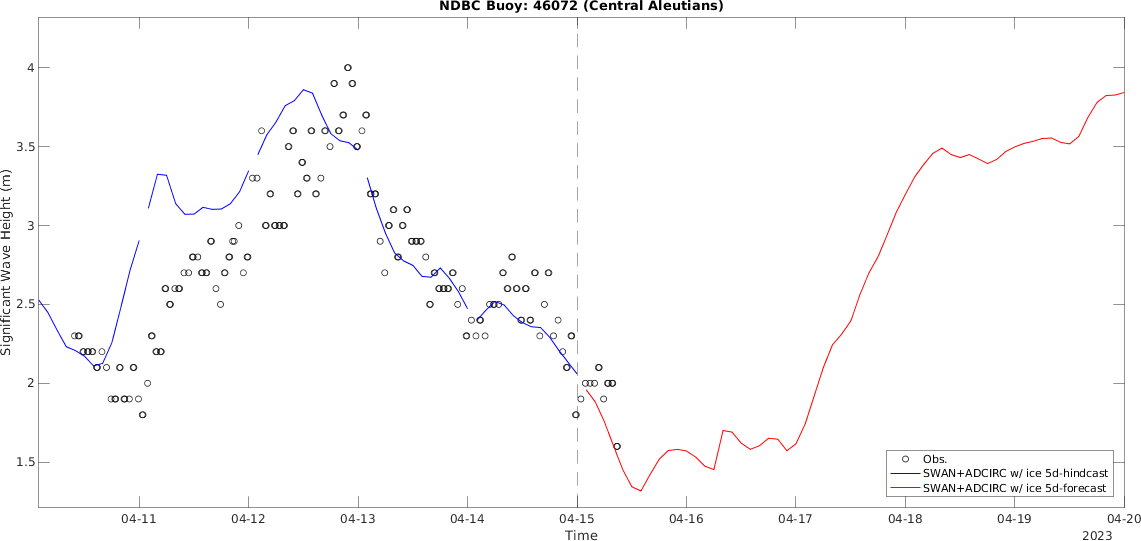 NDBC Buoy: 46072 (Central Aleutians)
Significant Wave Height (m)
4
3.5
3
2.5
2
1.5
Obs.
SWAN+ADCIRC w/ ice 5d-hindcast
SWAN+ADCIRC w/ ice 5d-forecast
04-11 04-12 04-13 04-14 04-15 04-16 04-17 04-18 04-19 04-20
Time
2023